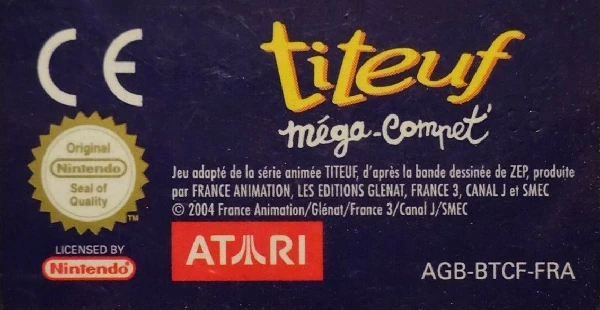 CE
titeuf
méga-compet'
Original
Nintendo
Seal of
Quality
TM
Jeu adapté de la série animée TITEUF, d'après la bande dessinée de ZEP, produite
par FRANCE ANIMATION, LES EDITIONS GLENAT, FRANCE 3, CANAL J et SMEC
© 2004 France Animation/Glénat/France 3/Canal J/SMEC
LICENSED BY
Nintendo
ATARI
AGB-BTCF-FRA